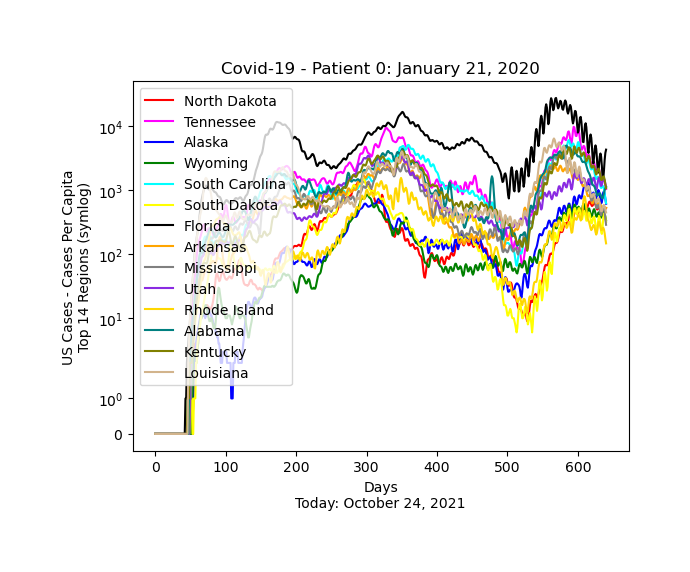 Covid-19 - Patient 0: January 21, 2020
US Cases - Cases Per Capita
Top 14 Regions (symlog)
10^4
10^3
10^2
10^1
10^0
0
North Dakota
Tennessee
Alaska
Wyoming
South Carolina
South Dakota
Florida
Arkansas
Mississippi
Utah
Rhode Island
Alabama
Kentucky
Louisiana
0 100 200 300 400 500 600
Days
Today: October 24, 2021